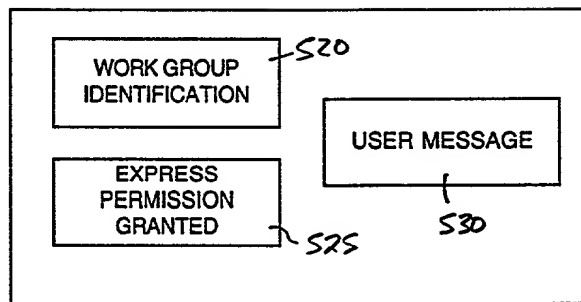 520
WORK GROUP
IDENTIFICATION
USER MESSAGE
530
EXPRESS
PERMISSION
GRANTED
525